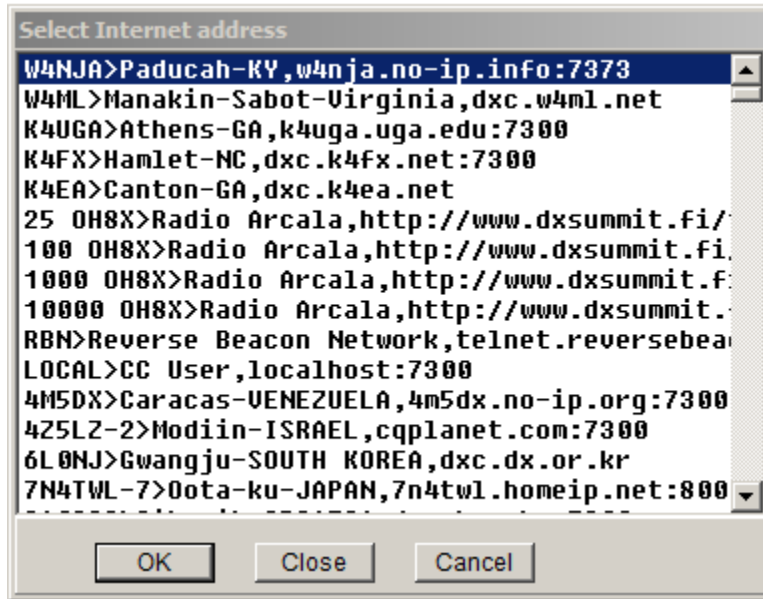 Select Internet address
W4NJA>Paducah-KY,w4nja.no-ip.info:7373
W4ML>Manakin-Sabot-Virginia,dxc.w4ml.net
K4UGA>Athens-GA,k4uga.uga.edu:7300
K4FX>Hamlet-NC,dxc.k4fx.net:7300
K4EA>Canton-GA,dxc.k4ea.net
25 OH8X>Radio Arcala,http://www.dxsummit.fi/
100 OH8X>Radio Arcala,http://www.dxsummit.fi
1000 OH8X>Radio Arcala,http://www.dxsummit.f
10000 OH8X>Radio Arcala,http://www.dxsummit.
RBN>Reverse Beacon Network,telnet.reversebea
LOCAL>CC User,localhost:7300
4M5DX>Caracas-VENEZUELA,4m5dx.no-ip.org:7300
4Z5LZ-2>Modiin-ISRAEL,cqplanet.com:7300
6L0NJ>Gwangju-SOUTH KOREA,dxc.dx.or.kr
7N4TWL-7>Oota-ku-JAPAN,7n4twl.homeip.net:800
OK Close Cancel